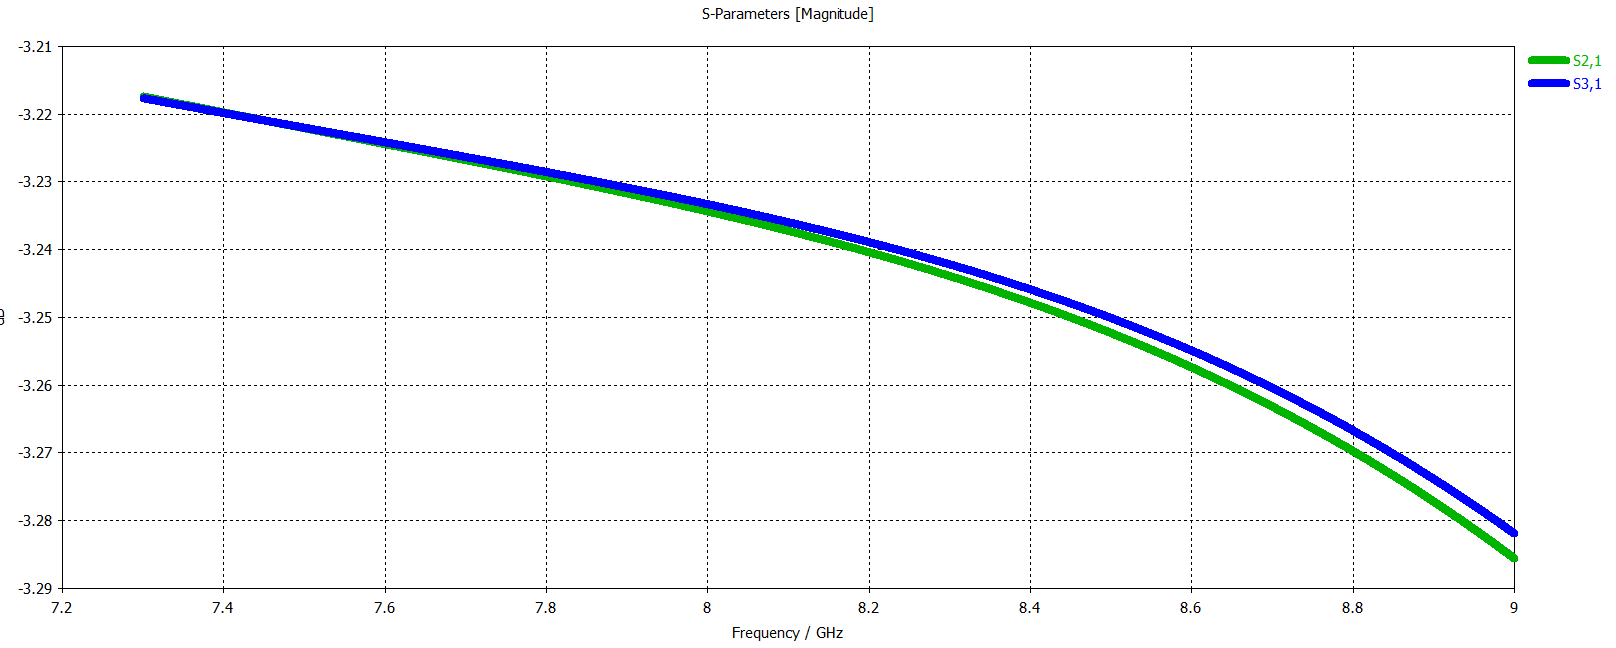 S-Parameters [Magnitude]
-3.21
-3.22
-3.23
-3.24
-3.25
-3.26
-3.27
-3.28
-3.29
7.2 7.4 7.6 7.8 8 8.2 8.4 8.6 8.8 9
Frequency / GHz
S2,1
S3,1